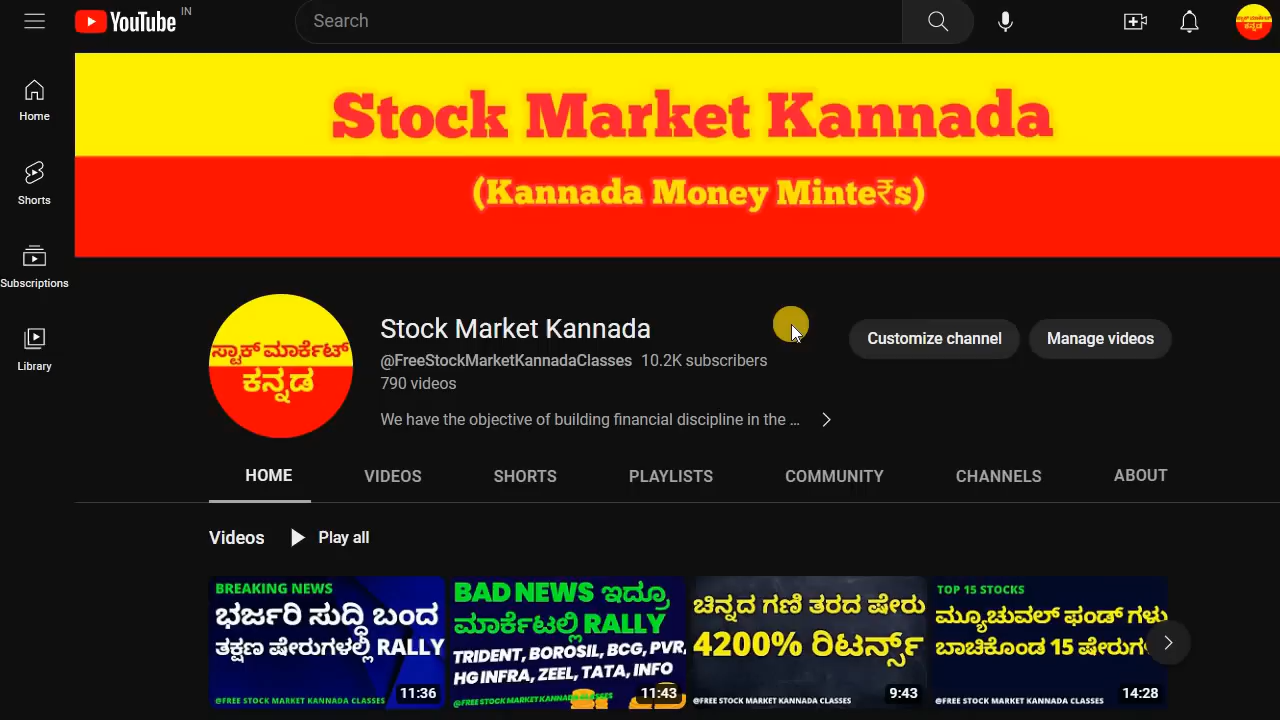 YouTube IN
Search
Home
Shorts
Subscriptions
Library
Stock Market Kannada
(Kannada Money Minte₹s)
ಸ್ಟಾಕ್ ಮಾರ್ಕೆಟ್
ಕನ್ನಡ
Stock Market Kannada
@FreeStockMarketKannadaClasses 10.2K subscribers
790 videos
We have the objective of building financial discipline in the ...
Customize channel
Manage videos
HOME VIDEOS SHORTS PLAYLISTS COMMUNITY CHANNELS ABOUT
Videos Play all
BREAKING NEWS
ಭರ್ಜರಿ ಸುದ್ದಿ ಬಂದ
ತಕ್ಷಣ ಷೇರುಗಳಲ್ಲಿ RALLY
@FREE STOCK MARKET KANNADA CLASSES
11:36
BAD NEWS ಇದ್ರೂ
ಮಾರ್ಕೆಟಲ್ಲಿ RALLY
TRIDENT, BOROSIL, BCG, PVR,
HG INFRA, ZEEL, TATA, INFO
@FREE STOCK MARKET KANNADA CLASSES
11:43
ಚಿನ್ನದ ಗಣಿ ತರದ ಷೇರು
4200% ರಿಟರ್ನ್ಸ್
@FREE STOCK MARKET KANNADA CLASSES
9:43
TOP 15 STOCKS
ಮ್ಯೂಚುವಲ್ ಫಂಡ್ ಗಳು
ಬಾಚಿಕೊಂಡ 15 ಷೇರುಗ
@FREE STOCK MARKET KANNADA CLASSES
14:28